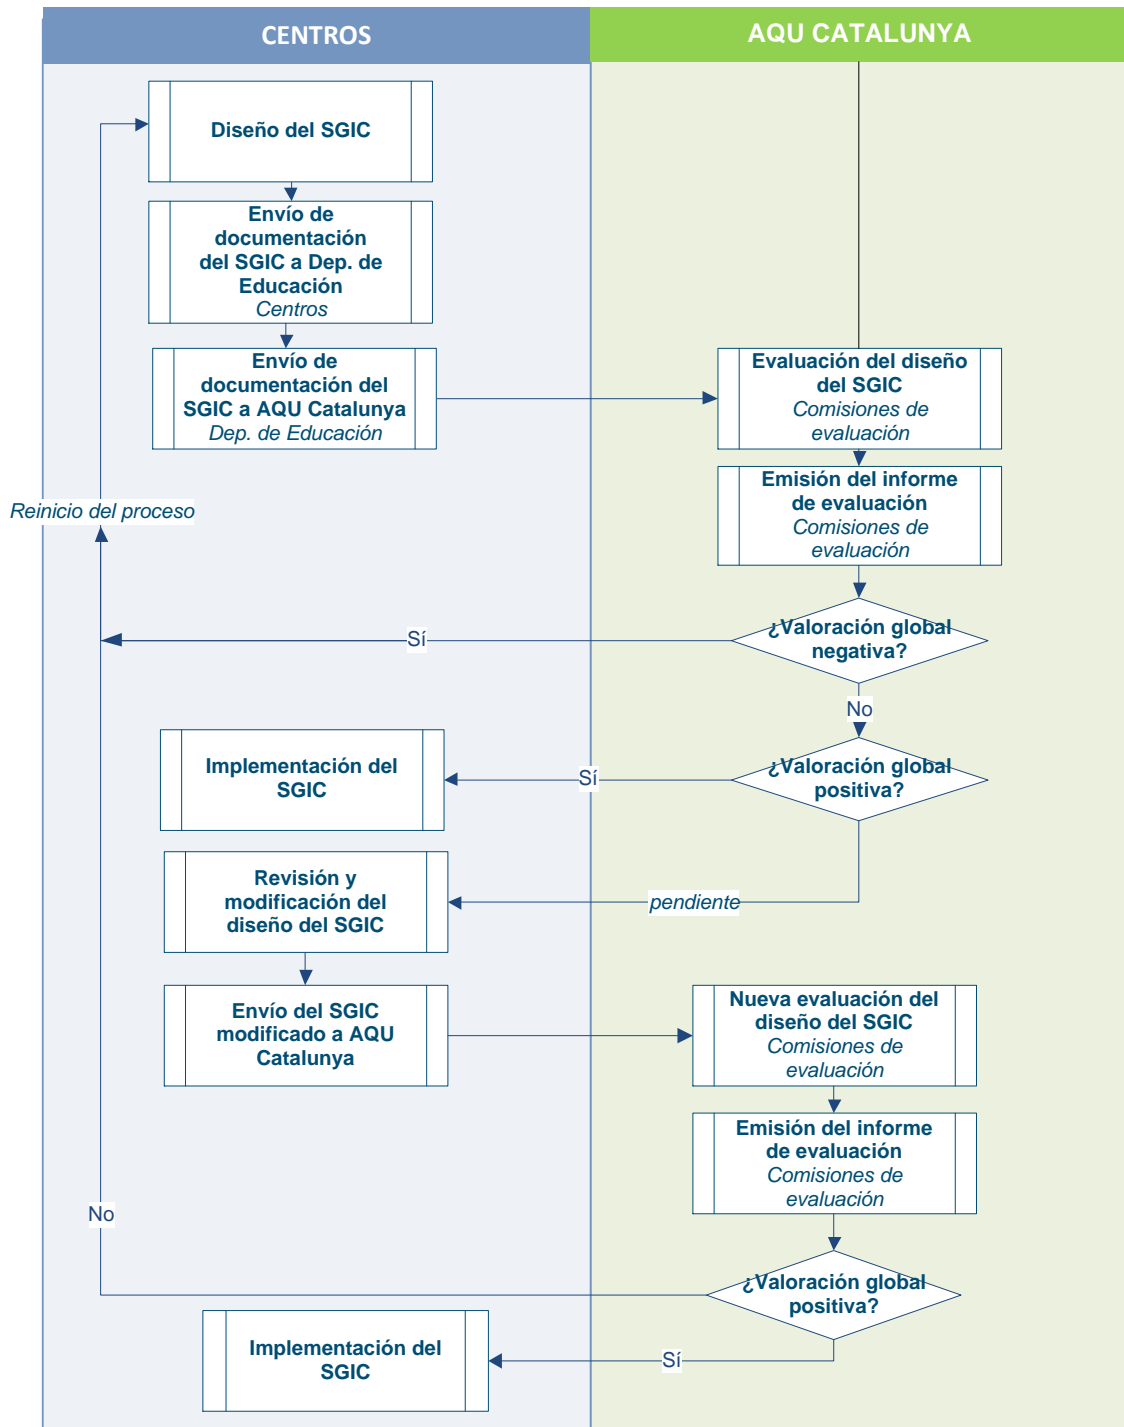 CENTROS
AQU CATALUNYA
Diseño del SGIC
Envío de
documentación
del SGIC a Dep. de
Educación
Centros
Envío de
documentación del
SGIC a AQU Catalunya
Dep. de Educación
Evaluación del diseño
del SGIC
Comisiones de
evaluación
Emisión del informe
de evaluación
Comisiones de
evaluación
Reinicio del proceso
¿Valoración global
negativa?
Sí
No
¿Valoración global
positiva?
Sí
Implementación del
SGIC
pendiente
Revisión y
modificación del
diseño del SGIC
Envío del SGIC
modificado a AQU
Catalunya
Nueva evaluación del
diseño del SGIC
Comisiones de
evaluación
Emisión del informe
de evaluación
Comisiones de
evaluación
No
¿Valoración global
positiva?
Sí
Implementación del
SGIC